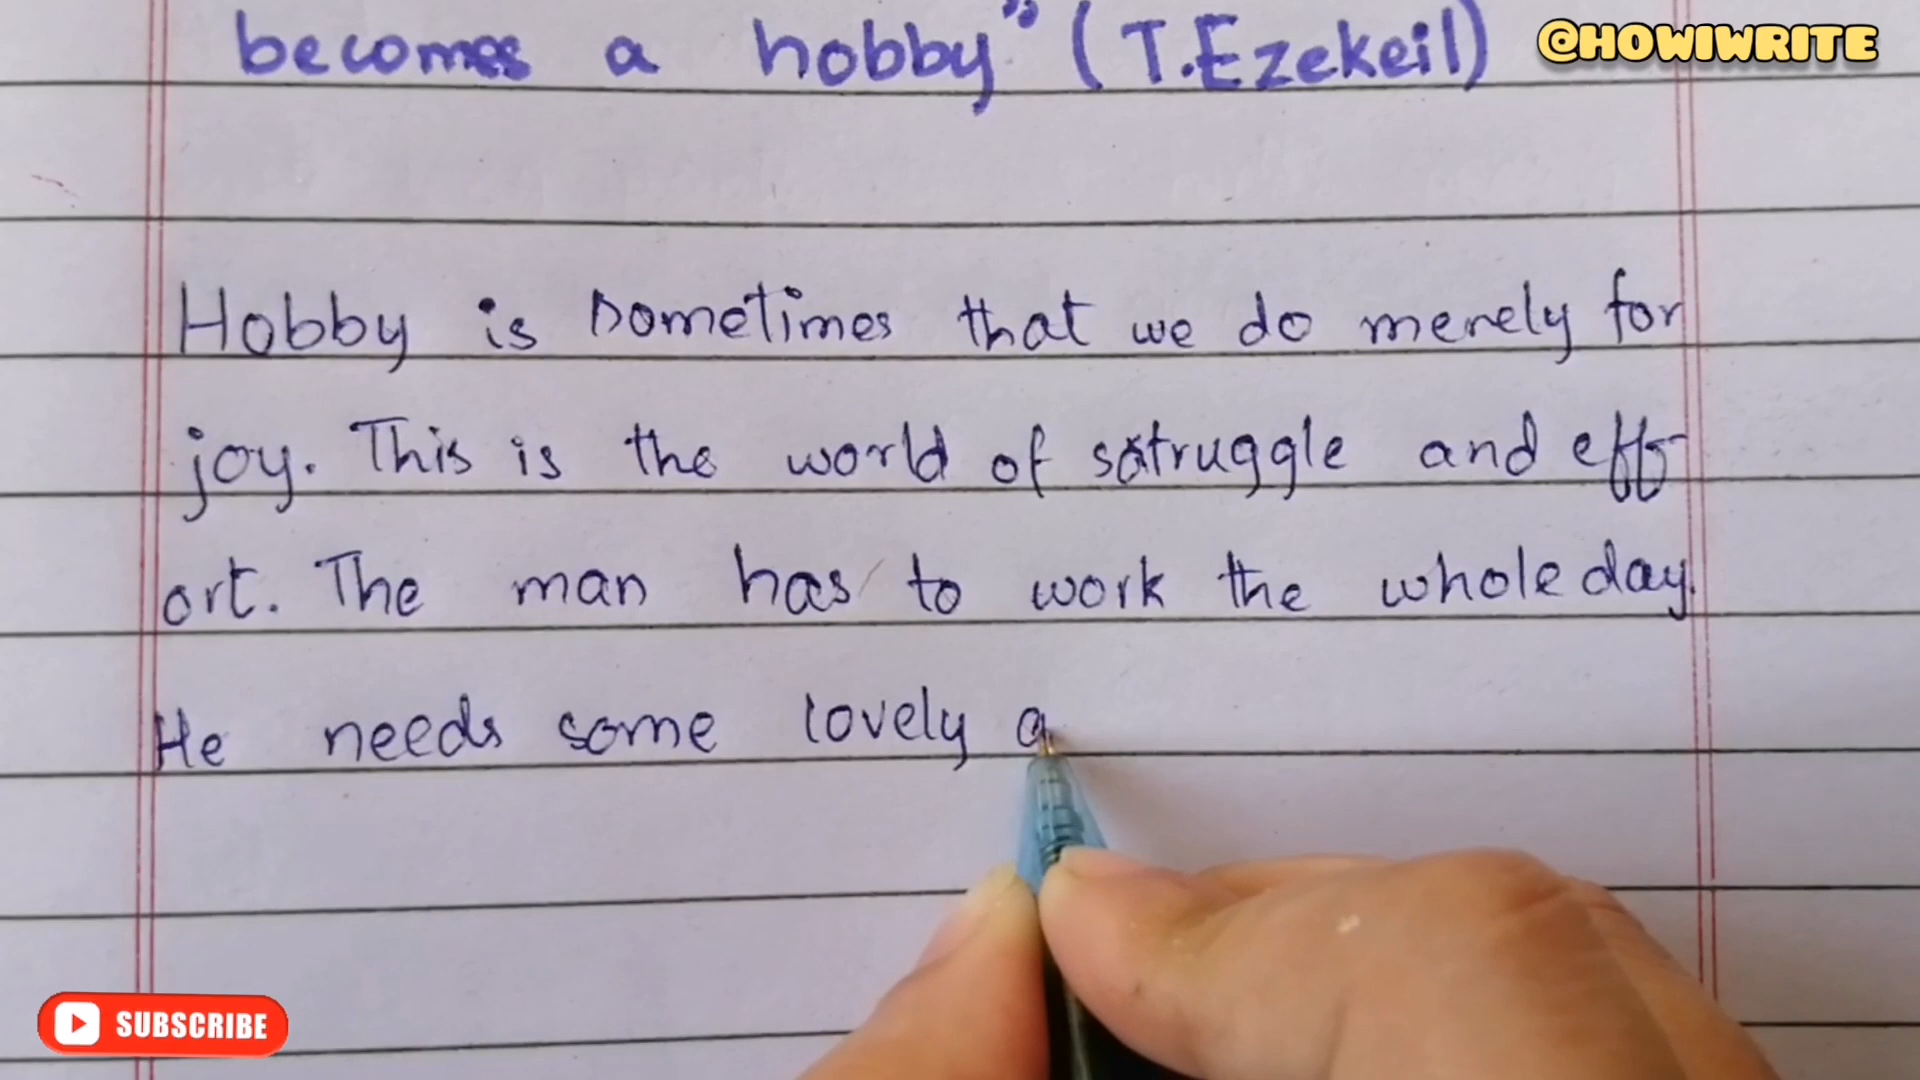 becomes a hobby" (T.Ezekeil)
@HOWIWRITE
Hobby is sometimes that we do merely for
joy. This is the world of satruggle and eff-
ort. The man has to work the whole day.
He needs some lovely a
SUBSCRIBE